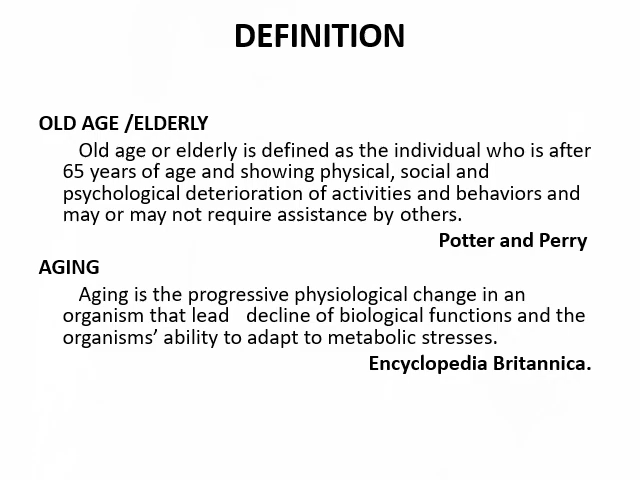 DEFINITION
OLD AGE /ELDERLY
Old age or elderly is defined as the individual who is after
65 years of age and showing physical, social and
psychological deterioration of activities and behaviors and
may or may not require assistance by others.
Potter and Perry
AGING
Aging is the progressive physiological change in an
organism that lead decline of biological functions and the
organisms’ ability to adapt to metabolic stresses.
Encyclopedia Britannica.